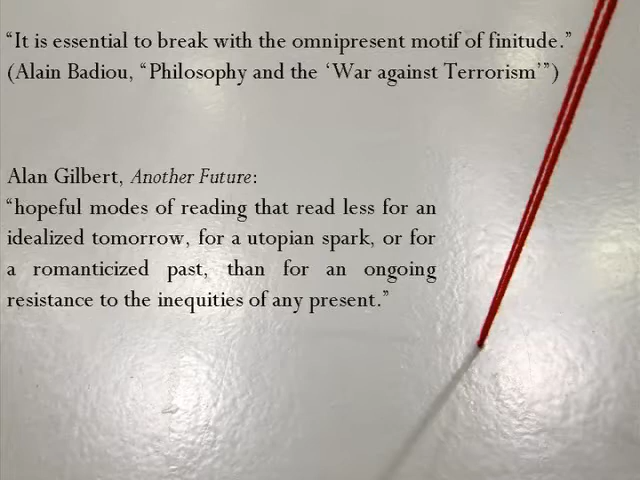 “It is essential to break with the omnipresent motif of finitude.”
(Alain Badiou, “Philosophy and the ‘War against Terrorism’”)
Alan Gilbert, Another Future:
“hopeful modes of reading that read less for an
idealized tomorrow, for a utopian spark, or for
a romanticized past, than for an ongoing
resistance to the inequities of any present.”